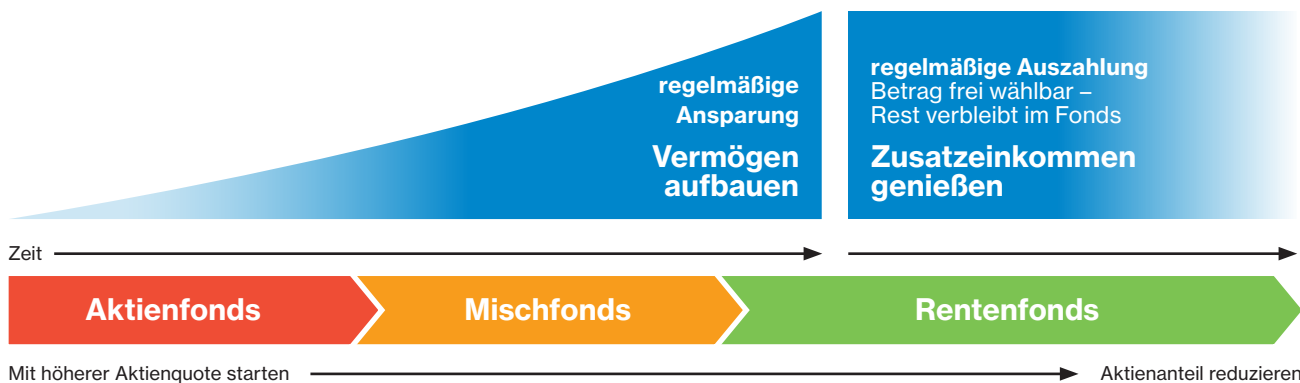 regelmäßige
Ansparung
Vermögen
aufbauen
regelmäßige Auszahlung
Betrag frei wählbar –
Rest verbleibt im Fonds
Zusatzeinkommen
genießen
Zeit
Aktienfonds
Mischfonds
Rentenfonds
Mit höherer Aktienquote starten
Aktienanteil reduzieren